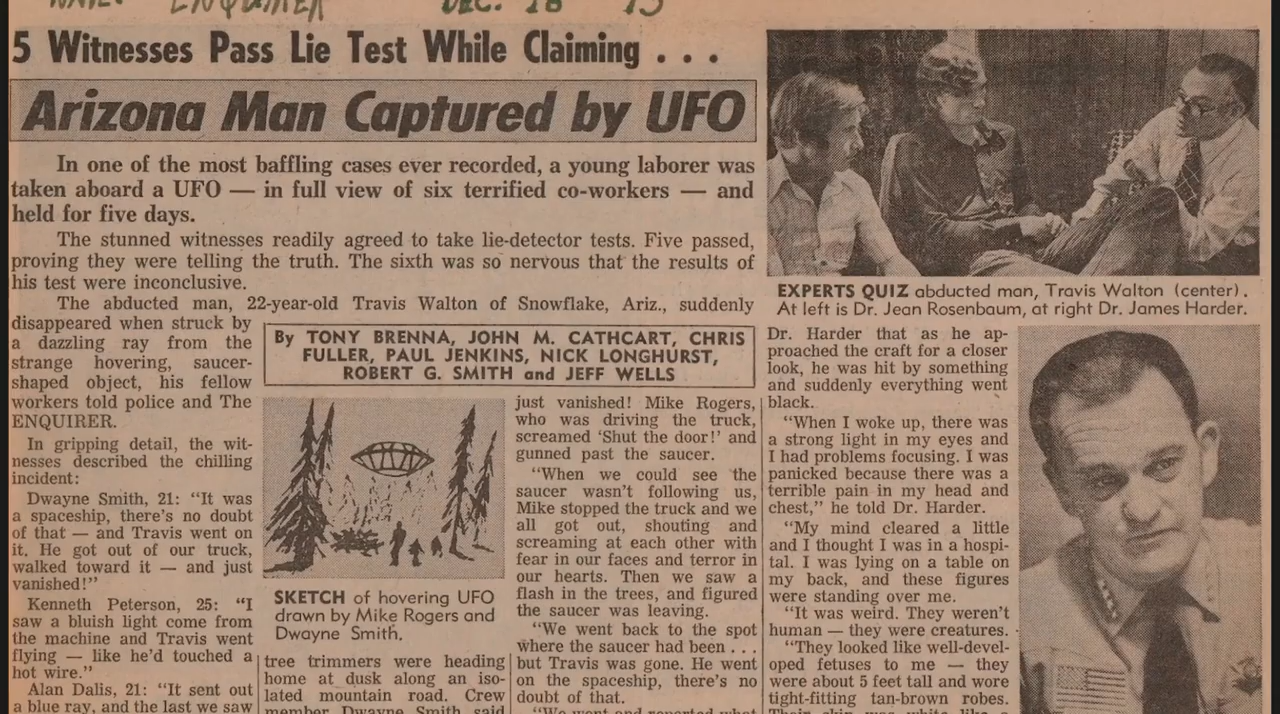 ENQUIRER DEC. 16 75
5 Witnesses Pass Lie Test While Claiming . . .
Arizona Man Captured by UFO
In one of the most baffling cases ever recorded, a young laborer was
taken aboard a UFO — in full view of six terrified co-workers — and
held for five days.
The stunned witnesses readily agreed to take lie-detector tests. Five passed,
proving they were telling the truth. The sixth was so nervous that the results of
his test were inconclusive.
The abducted man, 22-year-old Travis Walton of Snowflake, Ariz., suddenly
disappeared when struck by
a dazzling ray from the
strange hovering, saucer-
shaped object, his fellow
workers told police and The
ENQUIRER.
In gripping detail, the wit-
nesses described the chilling
incident:
Dwayne Smith, 21: “It was
a spaceship, there’s no doubt
of that — and Travis went on
it. He got out of our truck,
walked toward it — and just
vanished!”
Kenneth Peterson, 25: “I
saw a bluish light come from
the machine and Travis went
flying — like he’d touched a
hot wire.”
Alan Dalis, 21: “It sent out
a blue ray, and the last we saw
By TONY BRENNA, JOHN M. CATHCART, CHRIS
FULLER, PAUL JENKINS, NICK LONGHURST,
ROBERT G. SMITH and JEFF WELLS
SKETCH of hovering UFO
drawn by Mike Rogers and
Dwayne Smith.
tree trimmers were heading
home at dusk along an iso-
lated mountain road. Crew
member Dwayne Smith said
just vanished! Mike Rogers,
who was driving the truck,
screamed ‘Shut the door!’ and
gunned past the saucer.
“When we could see the
saucer wasn’t following us,
Mike stopped the truck and we
all got out, shouting and
screaming at each other with
fear in our faces and terror in
our hearts. Then we saw a
flash in the trees, and figured
the saucer was leaving.
“We went back to the spot
where the saucer had been . . .
but Travis was gone. He went
on the spaceship, there’s no
doubt of that.
“We went and reported what
EXPERTS QUIZ abducted man, Travis Walton (center).
At left is Dr. Jean Rosenbaum, at right Dr. James Harder.
Dr. Harder that as he ap-
proached the craft for a closer
look, he was hit by something
and suddenly everything went
black.
“When I woke up, there was
a strong light in my eyes and
I had problems focusing. I was
panicked because there was a
terrible pain in my head and
chest,” he told Dr. Harder.
“My mind cleared a little
and I thought I was in a hospi-
tal. I was lying on a table on
my back, and these figures
were standing over me.
“It was weird. They weren’t
human — they were creatures.
“They looked like well-devel-
oped fetuses to me — they
were about 5 feet tall and wore
tight-fitting tan-brown robes.
Their skin was white like a